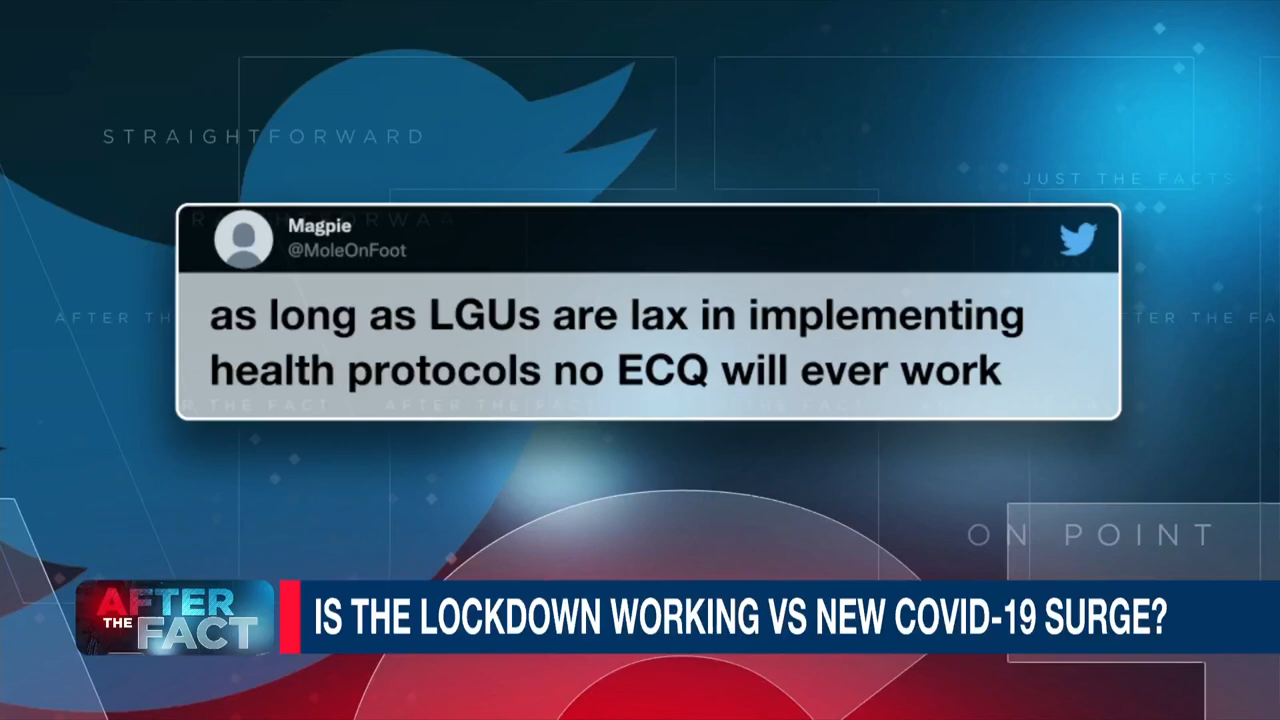 STRAIGHTFORWARD
JUST THE FACTS
Magpie
@MoleOnFoot
as long as LGUs are lax in implementing
health protocols no ECQ will ever work
ON POINT
AFTER THE FACT
IS THE LOCKDOWN WORKING VS NEW COVID-19 SURGE?